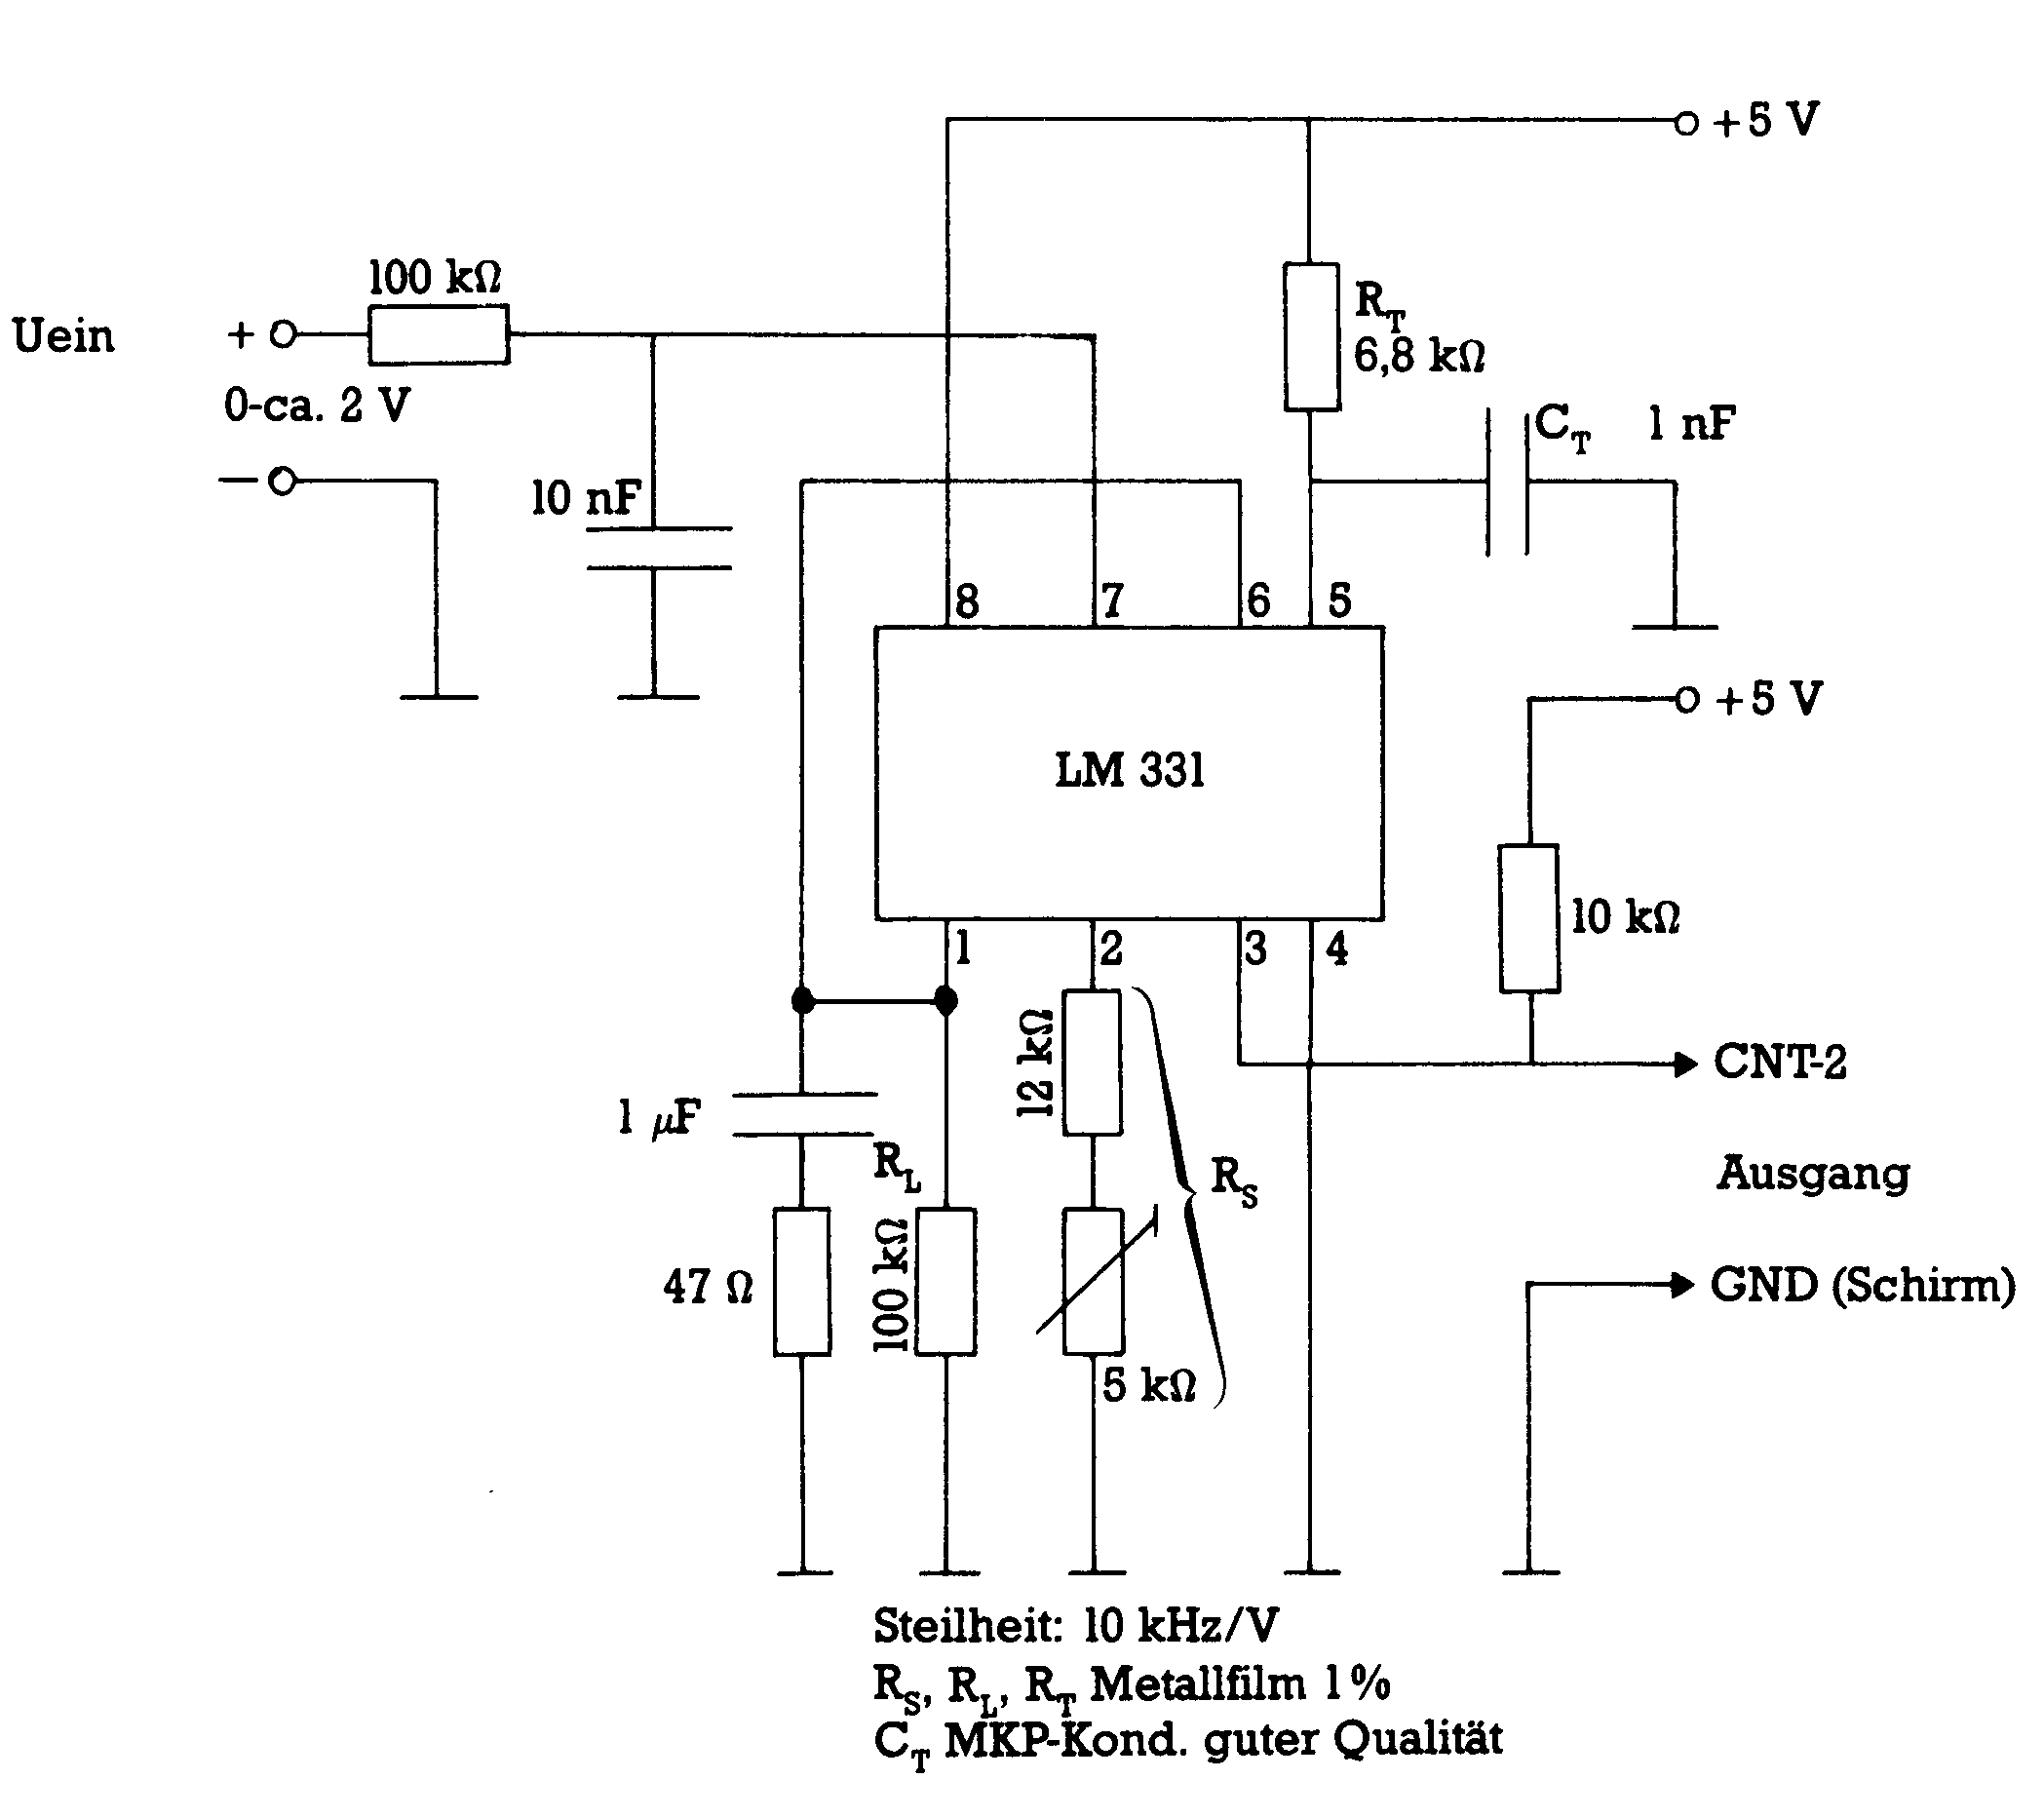 +5 V
100 kΩ
Uein
+
R_T
6,8 kΩ
0-ca. 2 V
C_T 1 nF
—
10 nF
8
7
6
5
+5 V
LM 331
10 kΩ
1
2
3
4
12 kΩ
CNT-2
1 μF
R_L
R_S
Ausgang
100 kΩ
47 Ω
GND (Schirm)
5 kΩ
Steilheit: 10 kHz/V
R_S, R_L, R_T Metallfilm 1%
C_T MKP-Kond. guter Qualität